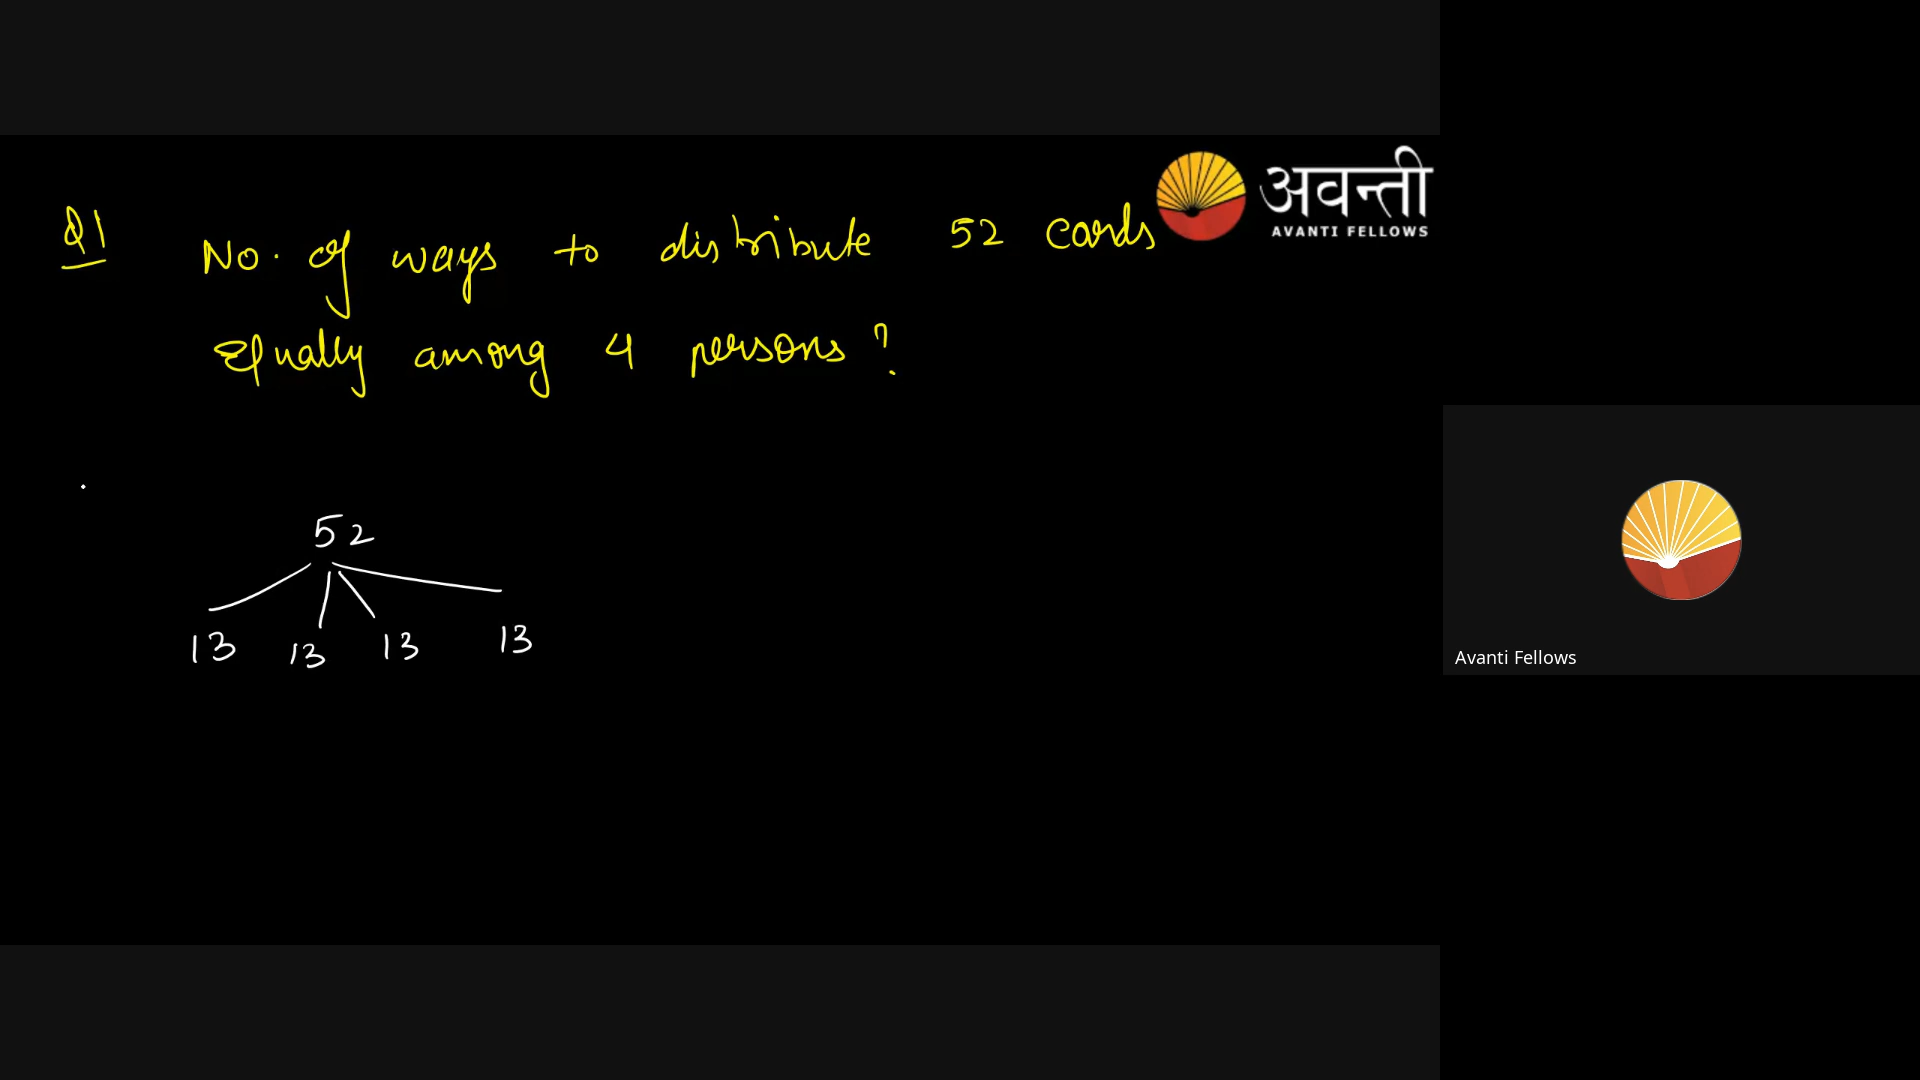 Q1 No. of ways to distribute 52 cards
Equally among 4 persons?
52
13 13 13 13
अवन्ती
AVANTI FELLOWS
Avanti Fellows